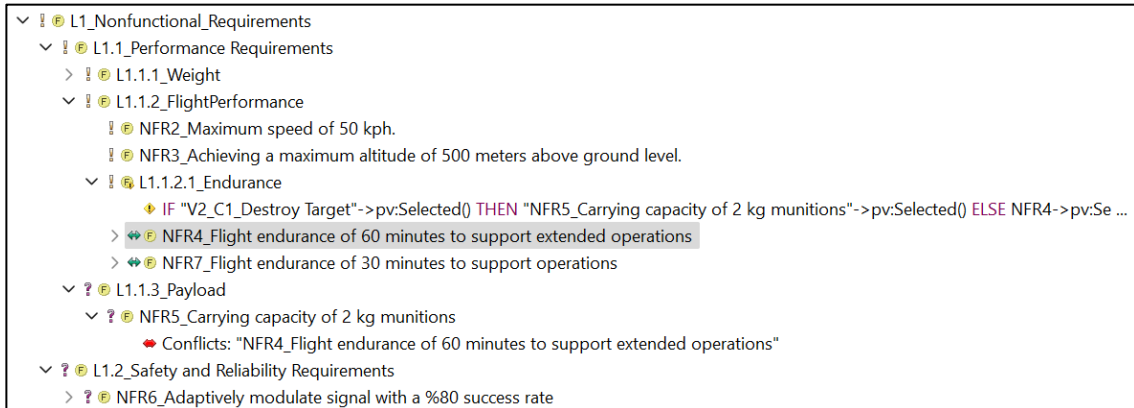 L1_Nonfunctional_Requirements
L1.1_Performance Requirements
L1.1.1_Weight
L1.1.2_FlightPerformance
NFR2_Maximum speed of 50 kph.
NFR3_Achieving a maximum altitude of 500 meters above ground level.
L1.1.2.1_Endurance
IF "V2_C1_Destroy Target"->pv:Selected() THEN "NFR5_Carrying capacity of 2 kg munitions"->pv:Selected() ELSE NFR4->pv:Se ...
NFR4_Flight endurance of 60 minutes to support extended operations
NFR7_Flight endurance of 30 minutes to support operations
L1.1.3_Payload
NFR5_Carrying capacity of 2 kg munitions
Conflicts: "NFR4_Flight endurance of 60 minutes to support extended operations"
L1.2_Safety and Reliability Requirements
NFR6_Adaptively modulate signal with a %80 success rate